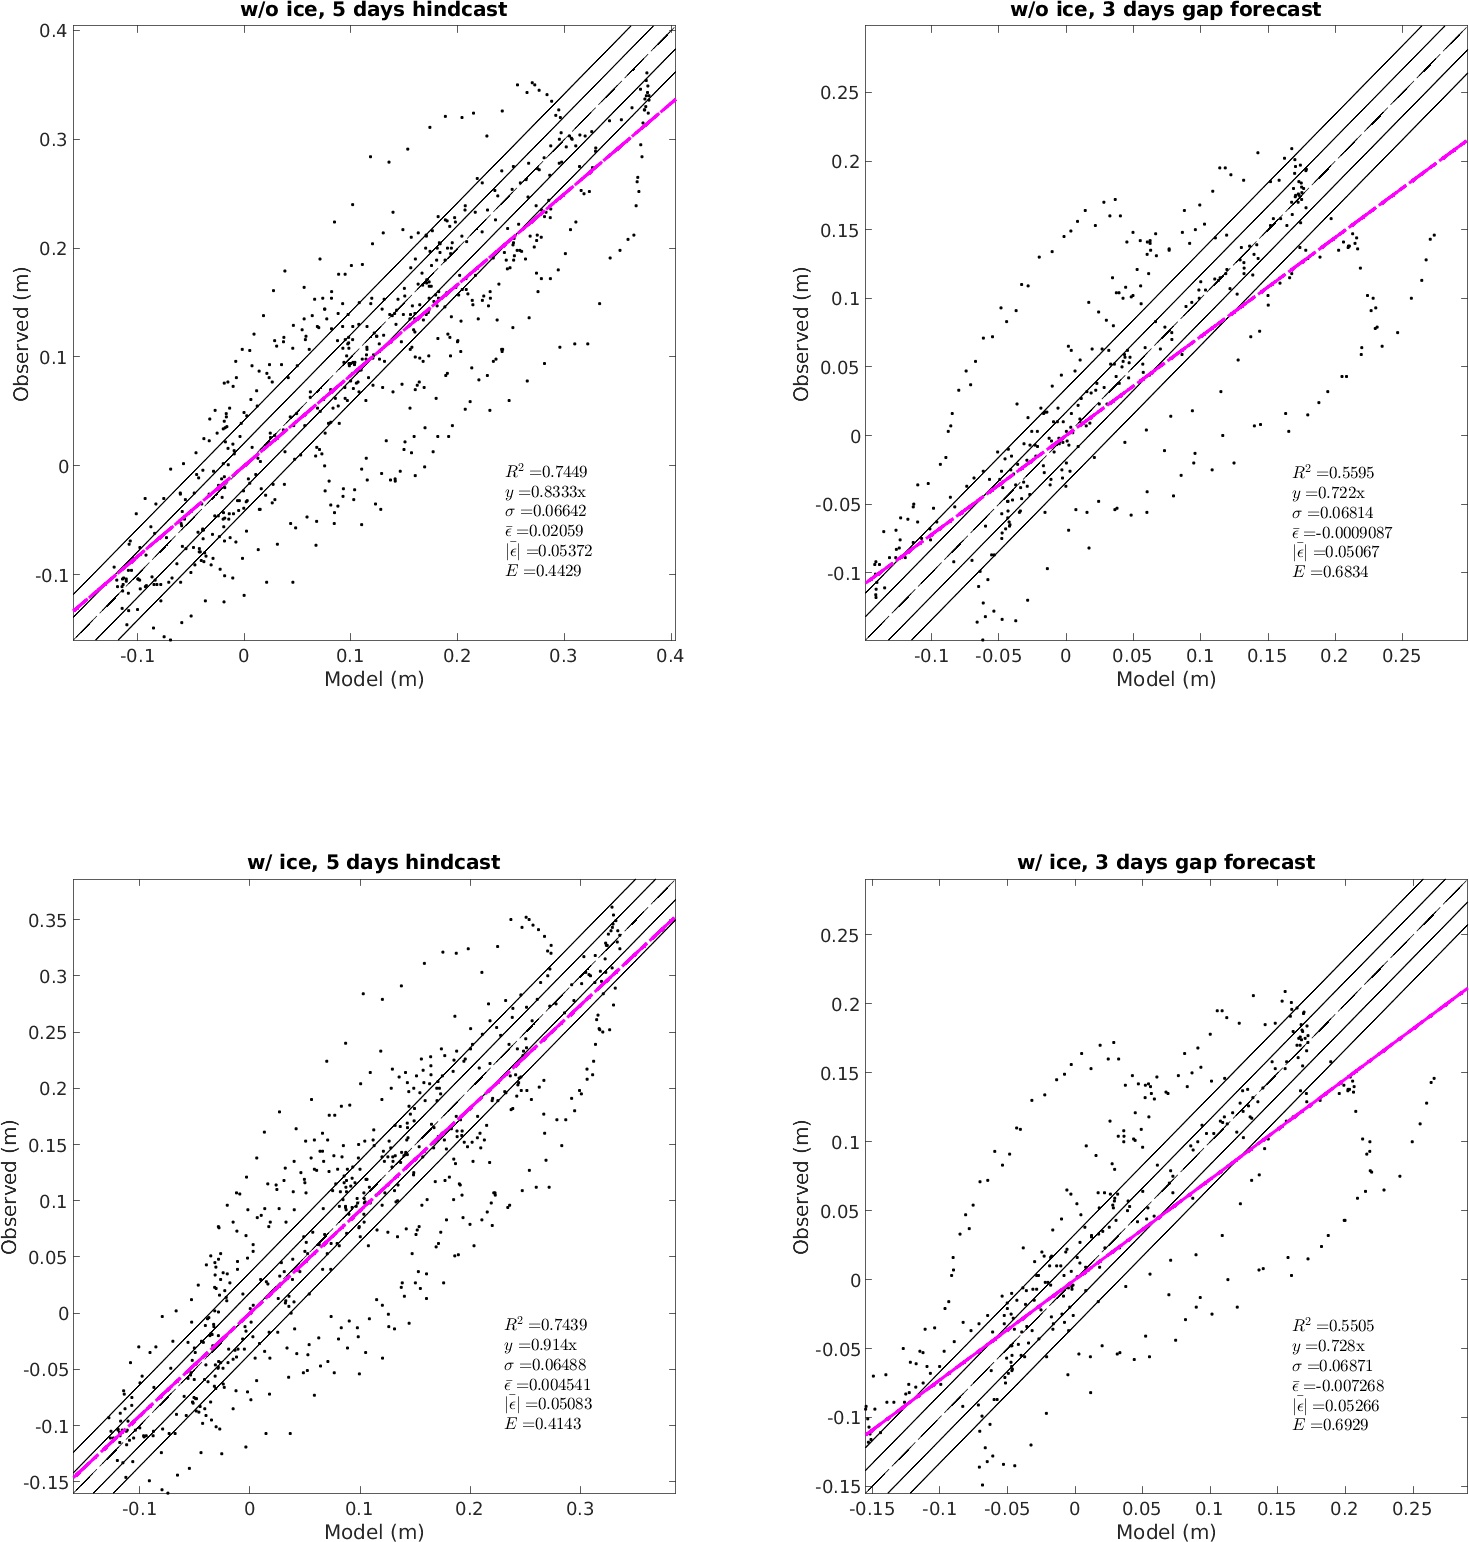 w/o ice, 5 days hindcast
0.4
0.3
0.2
0.1
0
-0.1
Observed (m)
R² =0.7449
y =0.8333x
σ =0.06642
ε̄ =0.02059
|ε̄| =0.05372
E =0.4429
-0.1 0 0.1 0.2 0.3 0.4
Model (m)
w/o ice, 3 days gap forecast
0.25
0.2
0.15
0.1
0.05
0
-0.05
-0.1
Observed (m)
R² =0.5595
y =0.722x
σ =0.06814
ε̄ =-0.0009087
|ε̄| =0.05067
E =0.6834
-0.1 -0.05 0 0.05 0.1 0.15 0.2 0.25
Model (m)
w/ ice, 5 days hindcast
0.35
0.3
0.25
0.2
0.15
0.1
0.05
0
-0.05
-0.1
-0.15
Observed (m)
R² =0.7439
y =0.914x
σ =0.06488
ε̄ =0.004541
|ε̄| =0.05083
E =0.4143
-0.1 0 0.1 0.2 0.3
Model (m)
w/ ice, 3 days gap forecast
0.25
0.2
0.15
0.1
0.05
0
-0.05
-0.1
-0.15
Observed (m)
R² =0.5505
y =0.728x
σ =0.06871
ε̄ =-0.007268
|ε̄| =0.05266
E =0.6929
-0.15 -0.1 -0.05 0 0.05 0.1 0.15 0.2 0.25
Model (m)